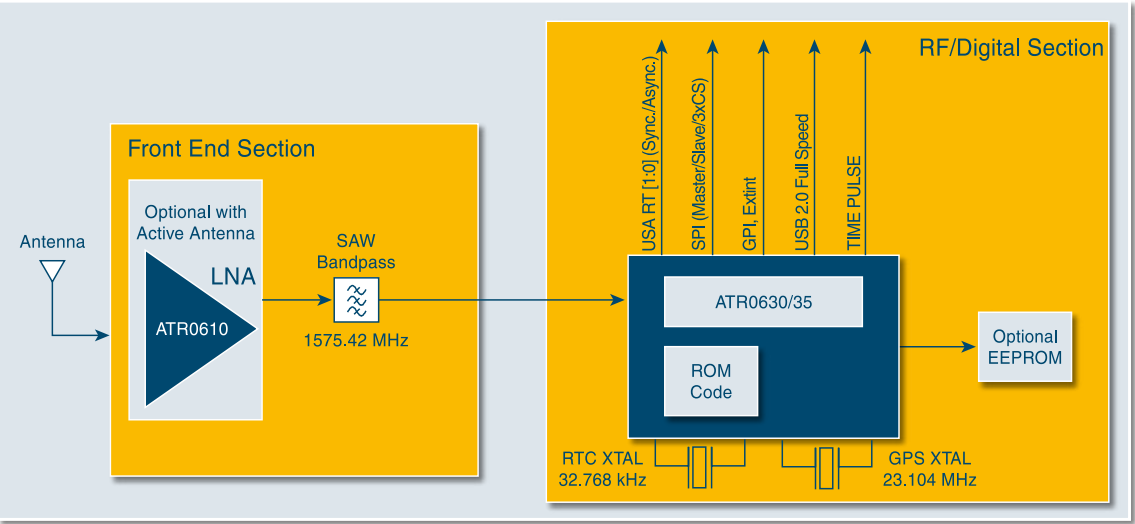 RF/Digital Section
USA RT [1:0] (Sync./Async.)
SPI (Master/Slave/3xCS)
GPI, Extint
USB 2.0 Full Speed
TIME PULSE
Front End Section
Optional with
Active Antenna
Antenna
LNA
ATR0610
SAW
Bandpass
1575.42 MHz
ATR0630/35
ROM
Code
Optional
EEPROM
RTC XTAL
32.768 kHz
GPS XTAL
23.104 MHz